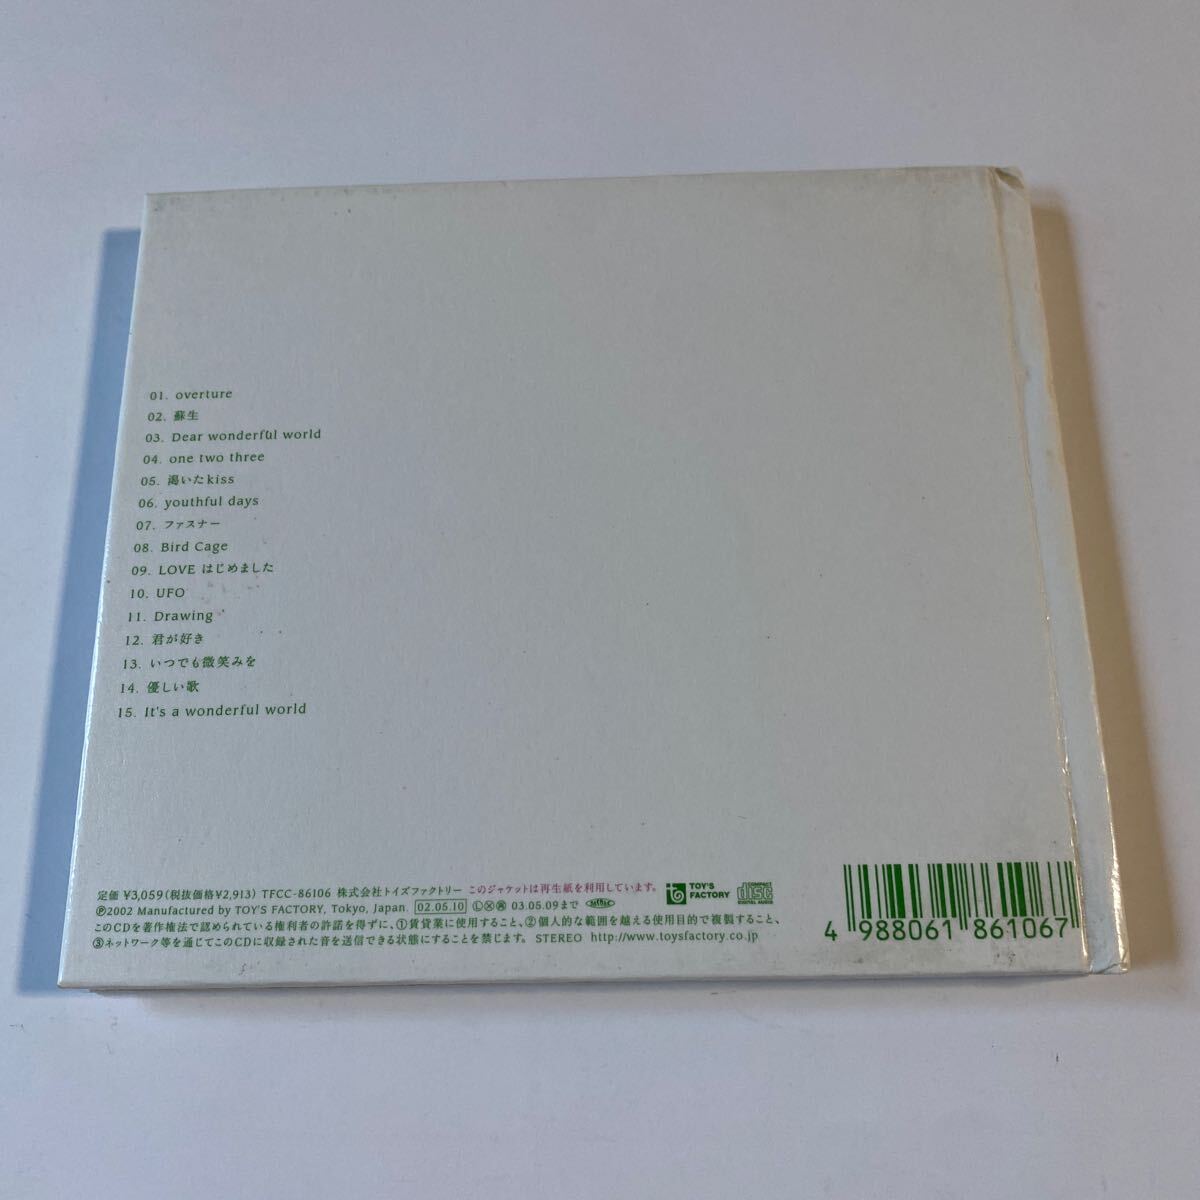 01. overture
02. 蘇生
03. Dear wonderful world
04. one two three
05. 渇いたkiss
06. youthful days
07. ファスナー
08. Bird Cage
09. LOVE はじめました
10. UFO
11. Drawing
12. 君が好き
13. いつでも微笑みを
14. 優しい歌
15. It's a wonderful world
定価 ¥3,059(税抜価格¥2,913) TFCC-86106 株式会社トイズファクトリー このジャケットは再生紙を利用しています。
TOY'S FACTORY
COMPACT disc DIGITAL AUDIO
Ⓟ2002 Manufactured by TOY'S FACTORY, Tokyo, Japan. 02.05.10 Ⓛ Ⓧ 03.05.09まで
このCDを著作権法で認められている権利者の許諾を得ずに、①賃貸業に使用すること、②個人的な範囲を越える使用目的で複製すること、
③ネットワーク等を通じてこのCDに収録された音を送信できる状態にすることを禁じます。 STEREO http://www.toysfactory.co.jp
4 988061 861067